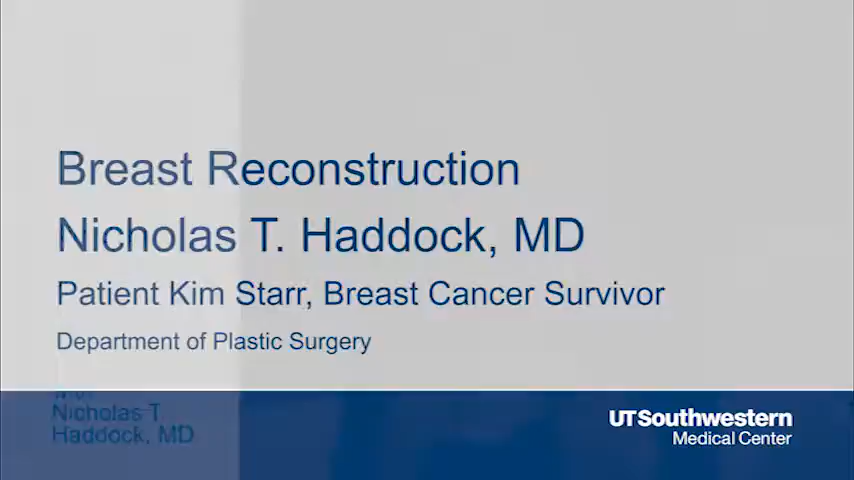 Breast Reconstruction
Nicholas T. Haddock, MD
Patient Kim Starr, Breast Cancer Survivor
Department of Plastic Surgery
with
Nicholas T.
Haddock, MD
UTSouthwestern
Medical Center